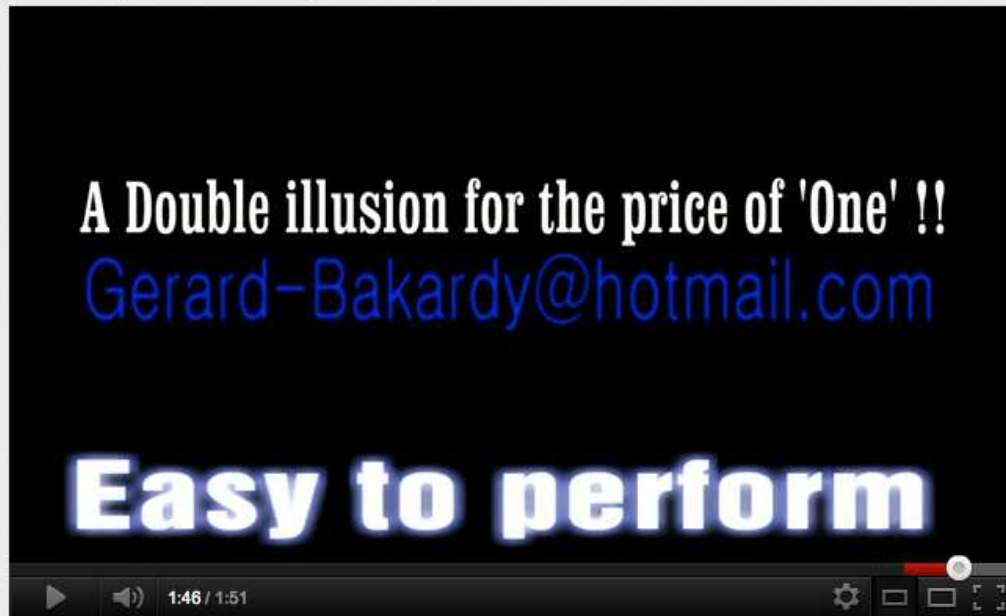 A Double illusion for the price of 'One' !!
Gerard-Bakardy@hotmail.com
Easy to perform
1:46 / 1:51